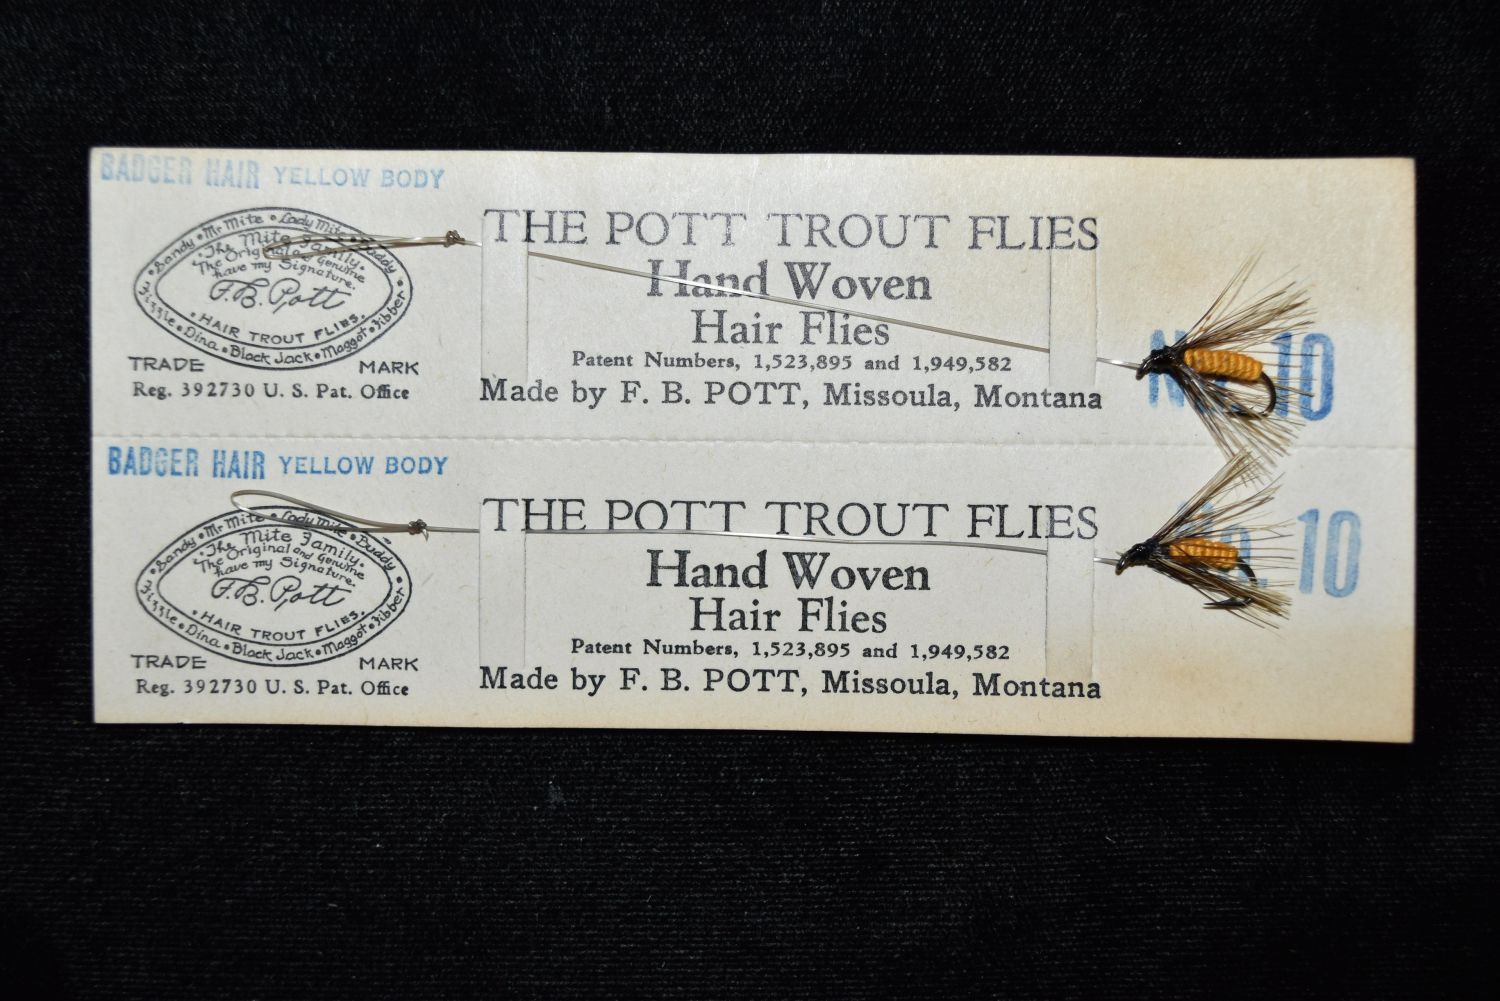 BADGER HAIR YELLOW BODY
Sandy • Mr Mite • Lady Mite • Buddy
The Mite Family.
The Original and Genuine
have my Signature.
F.B. Pott
• HAIR TROUT FLIES.
Fizzle • Dina • Black Jack • Maggot • Fibber •
TRADE MARK
Reg. 392730 U. S. Pat. Office
THE POTT TROUT FLIES
Hand Woven
Hair Flies
Patent Numbers, 1,523,895 and 1,949,582
Made by F. B. POTT, Missoula, Montana
No. 10
BADGER HAIR YELLOW BODY
Sandy • Mr Mite • Lady Mite • Buddy
The Mite Family.
The Original and Genuine
have my Signature.
F.B. Pott
• HAIR TROUT FLIES.
Fizzle • Dina • Black Jack • Maggot • Fibber •
TRADE MARK
Reg. 392730 U. S. Pat. Office
THE POTT TROUT FLIES
Hand Woven
Hair Flies
Patent Numbers, 1,523,895 and 1,949,582
Made by F. B. POTT, Missoula, Montana
No. 10